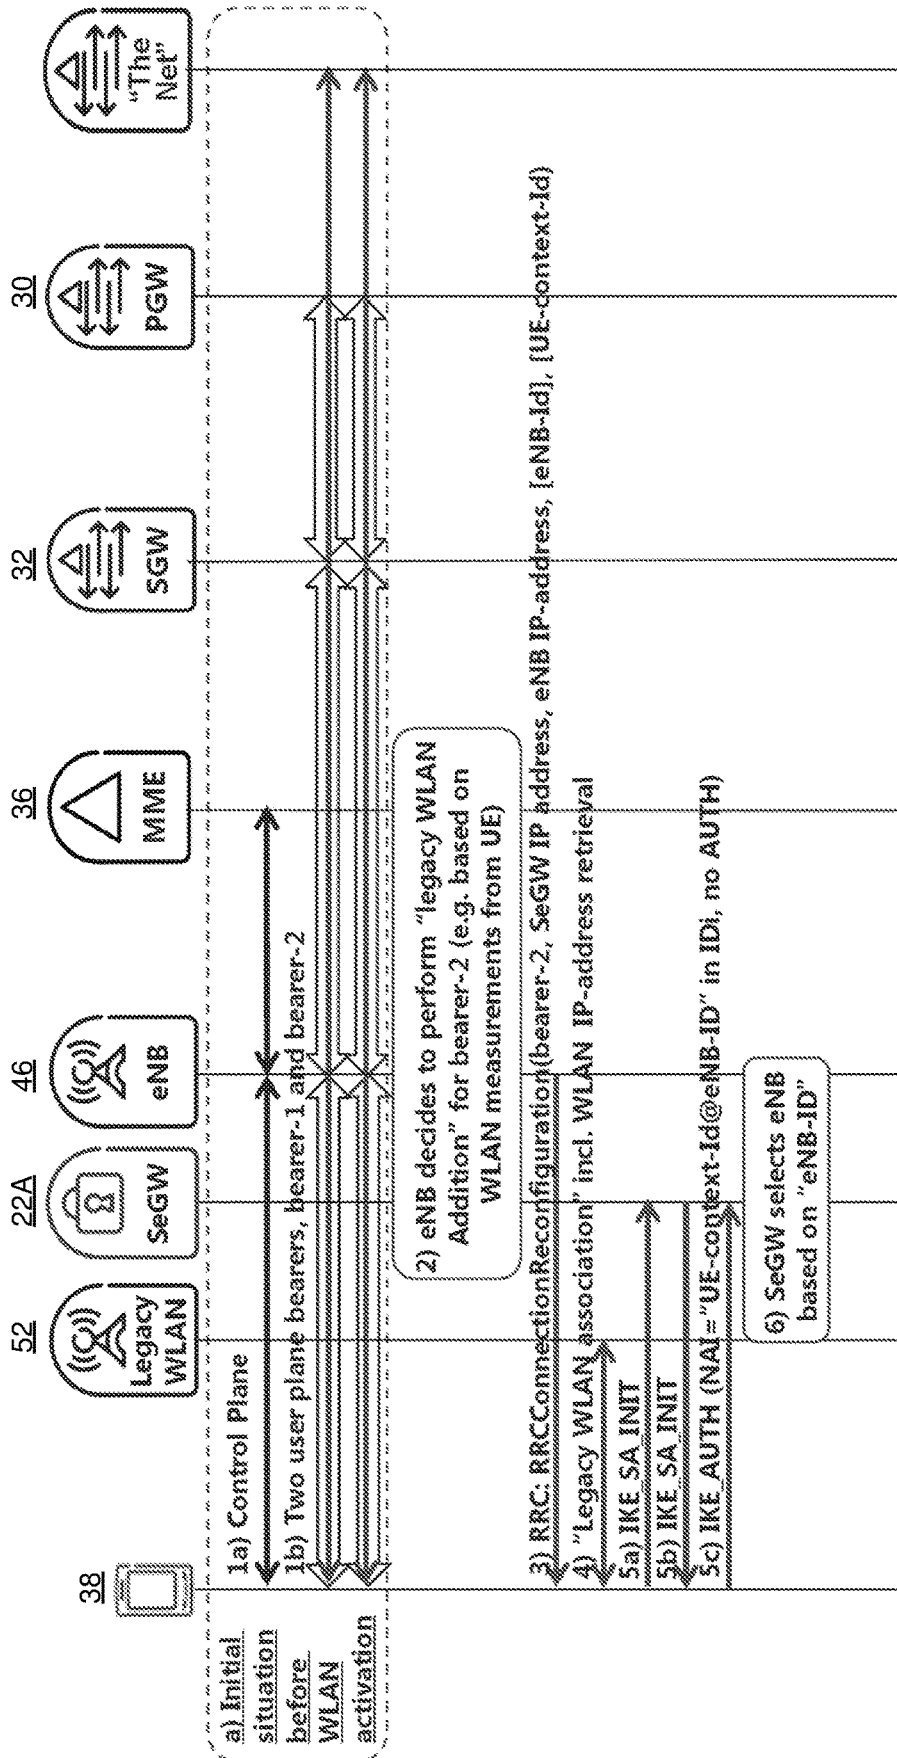 38
52
22A
46
36
32
30
Legacy
WLAN
SeGW
eNB
MME
SGW
PGW
"The
Net"
a) Initial
situation
before
WLAN
activation
1a) Control Plane
1b) Two user plane bearers, bearer-1 and bearer-2
2) eNB decides to perform "legacy WLAN
Addition" for bearer-2 (e.g. based on
WLAN measurements from UE)
3) RRC: RRCConnectionReconfiguration(bearer-2, SeGW IP address, eNB IP-address, [eNB-Id], [UE-context-Id)
4) "Legacy WLAN association" incl. WLAN IP-address retrieval
5a) IKE_SA_INIT
5b) IKE_SA_INIT
5c) IKE_AUTH (NAI="UE-context-Id@eNB-ID" in IDi, no AUTH)
6) SeGW selects eNB
based on "eNB-ID"